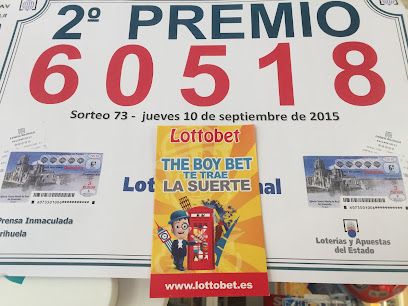 2º PREMIO
60518
Sorteo 73 - jueves 10 de septiembre de 2015
Lottobet
THE BOY BET
TE TRAE
LA SUERTE
www.lottobet.es
Lot
nal
Prensa Inmaculada
rihuela
Loterías y Apuestas
del Estado